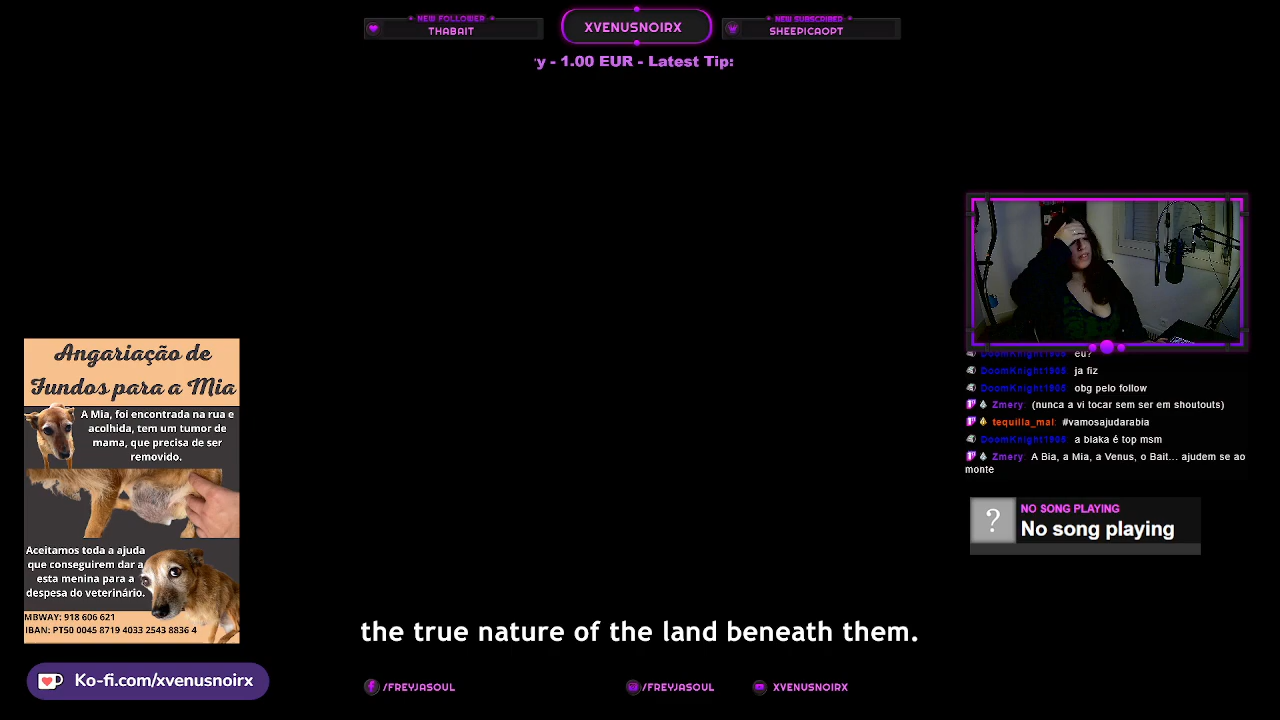 NEW FOLLOWER
THABAIT
XVENUSNOIRX
NEW SUBSCRIBER
SHEEPICAOPT
y - 1.00 EUR - Latest Tip:
Angariação de
Fundos para a Mia
A Mia, foi encontrada na rua e
acolhida, tem um tumor de
mama, que precisa de ser
removido.
Aceitamos toda a ajuda
que conseguirem dar a
esta menina para a
despesa do veterinário.
MBWAY: 918 606 621
IBAN: PT50 0045 8719 4033 2543 8836 4
Ko-fi.com/xvenusnoirx
DoomKnight1906 eu?
DoomKnight1906 ja fiz
DoomKnight1906 obg pelo follow
Zmery: (nunca a vi tocar sem ser em shoutouts)
tequilla_mal: #vamosajudarabia
DoomKnight1906 a biaka é top msm
Zmery: A Bia, a Mia, a Venus, o Bait... ajudem se ao
monte
?
NO SONG PLAYING
No song playing
the true nature of the land beneath them.
/FREYJASOUL
/FREYJASOUL
XVENUSNOIRX